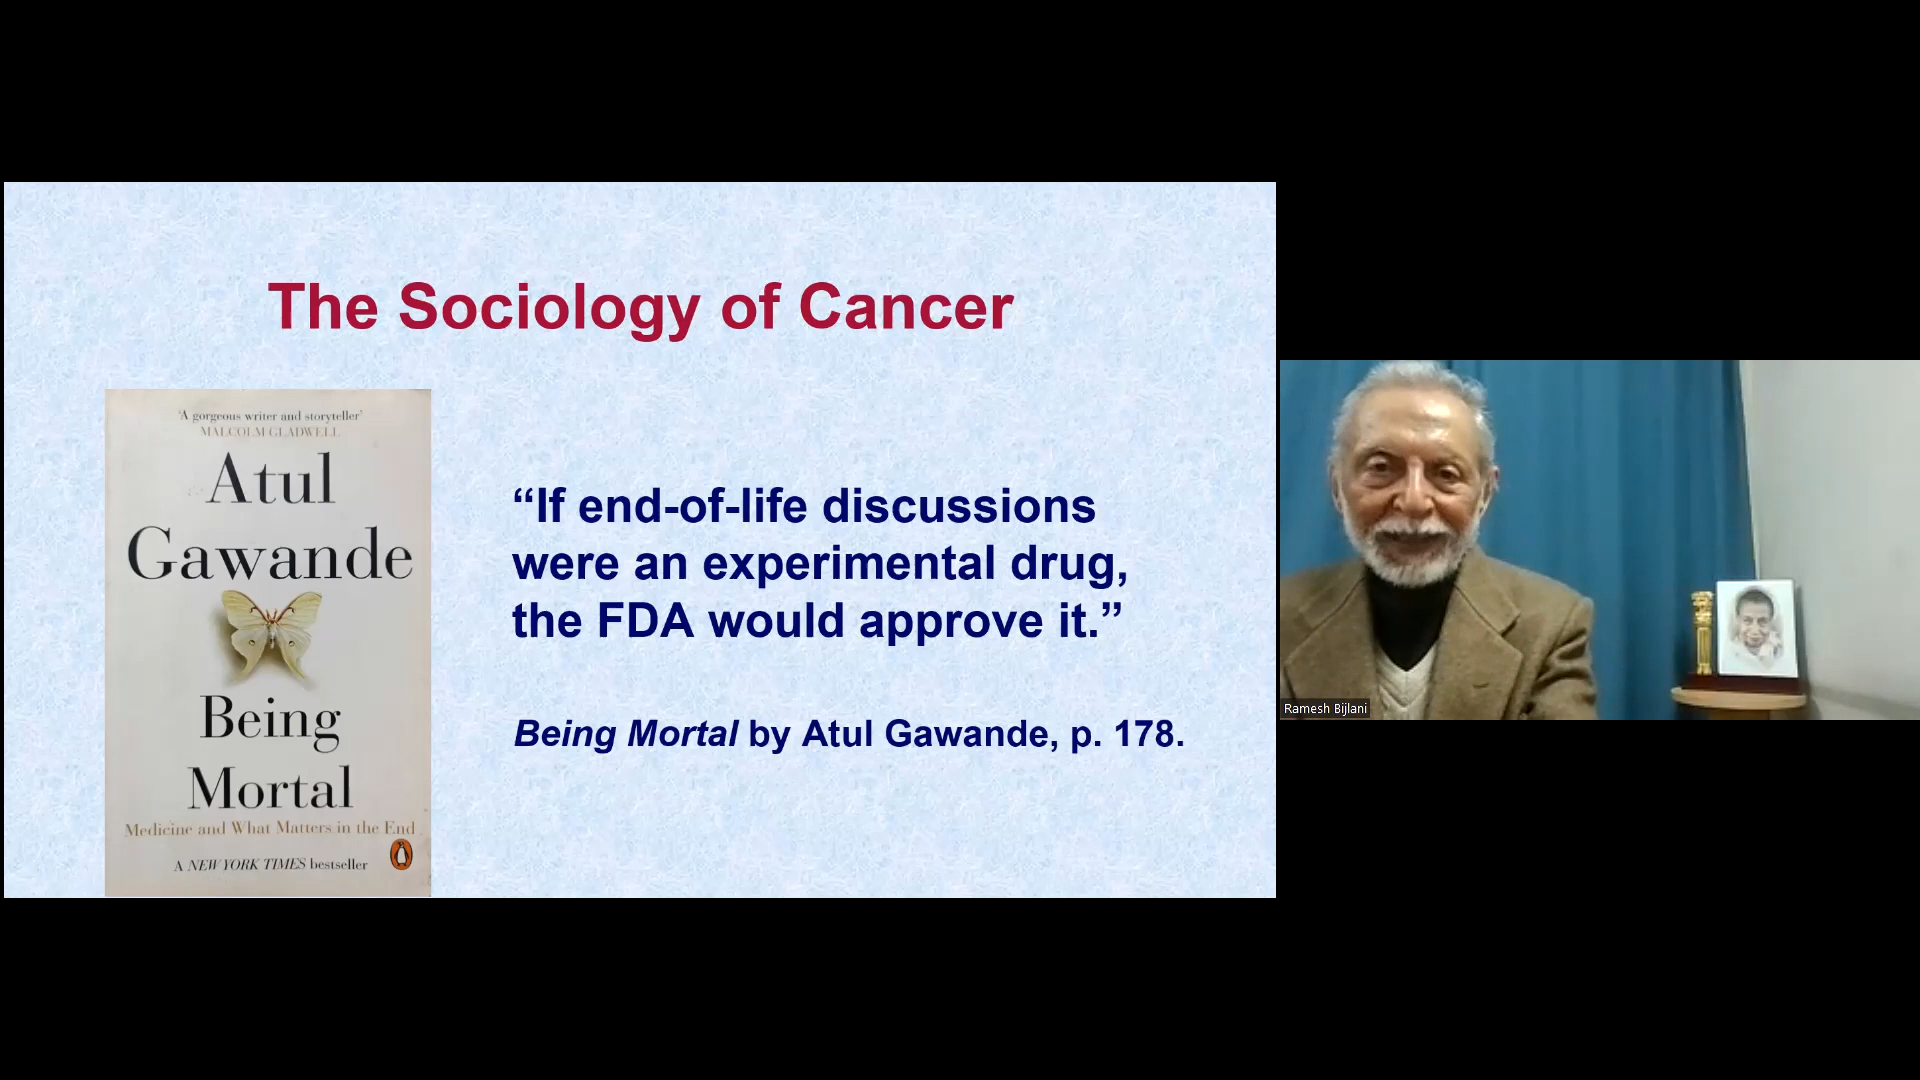 The Sociology of Cancer
‘A gorgeous writer and storyteller’
MALCOLM GLADWELL
Atul
Gawande
Being
Mortal
Medicine and What Matters in the End
A NEW YORK TIMES bestseller
“If end-of-life discussions
were an experimental drug,
the FDA would approve it.”
Being Mortal by Atul Gawande, p. 178.
Ramesh Bijlani